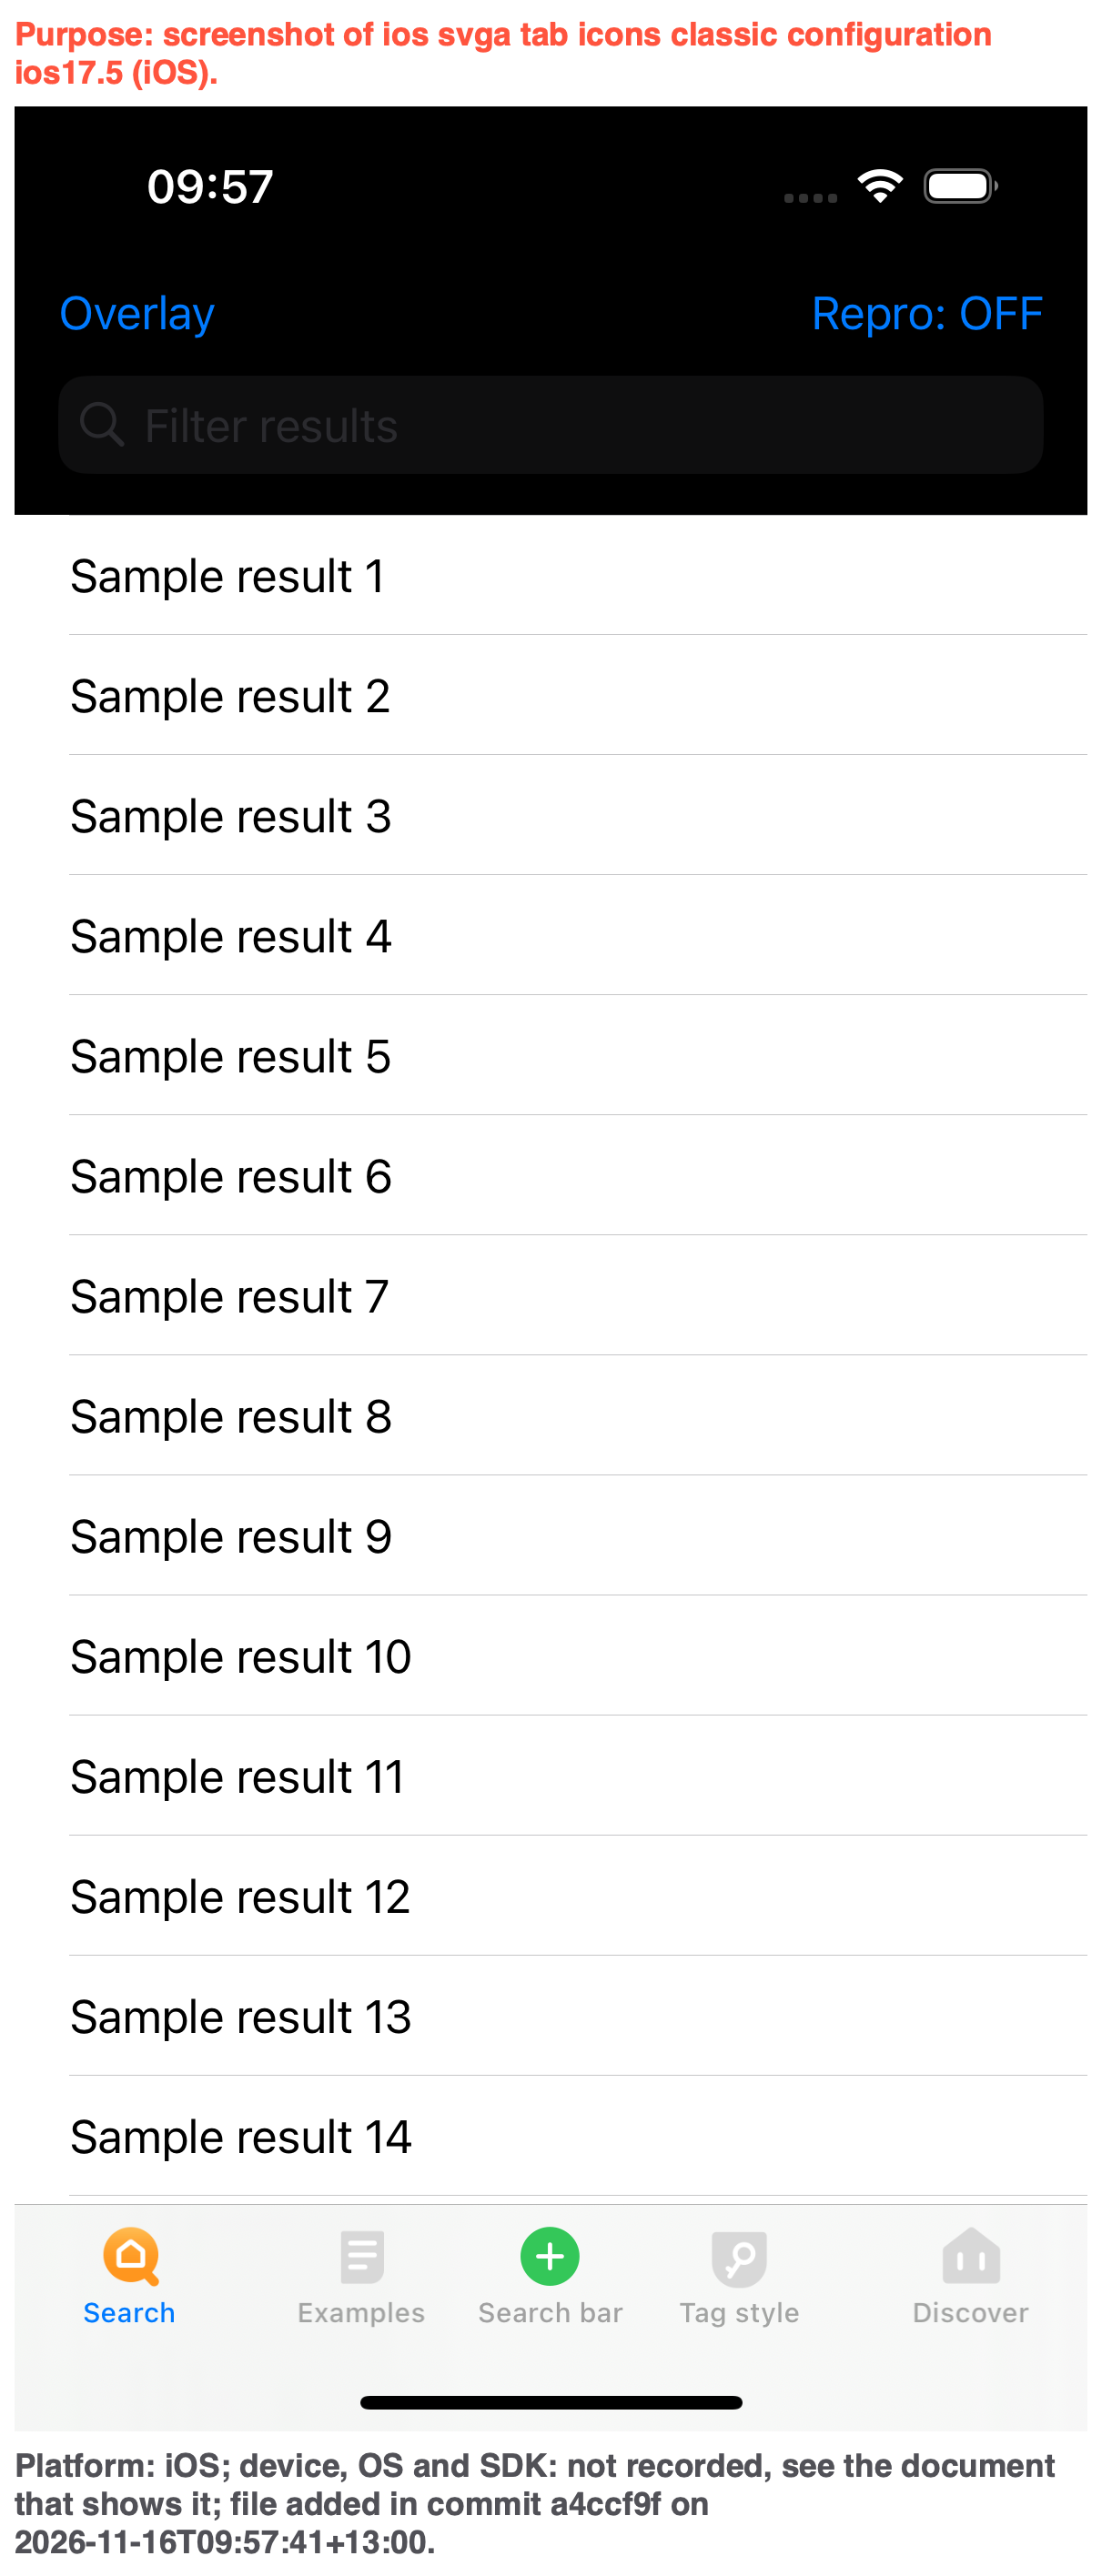 Purpose: screenshot of ios svga tab icons classic configuration
ios17.5 (iOS).
09:57
Overlay
Repro: OFF
Filter results
Sample result 1
Sample result 2
Sample result 3
Sample result 4
Sample result 5
Sample result 6
Sample result 7
Sample result 8
Sample result 9
Sample result 10
Sample result 11
Sample result 12
Sample result 13
Sample result 14
Search
Examples
Search bar
Tag style
Discover
Platform: iOS; device, OS and SDK: not recorded, see the document
that shows it; file added in commit a4ccf9f on
2026-11-16T09:57:41+13:00.